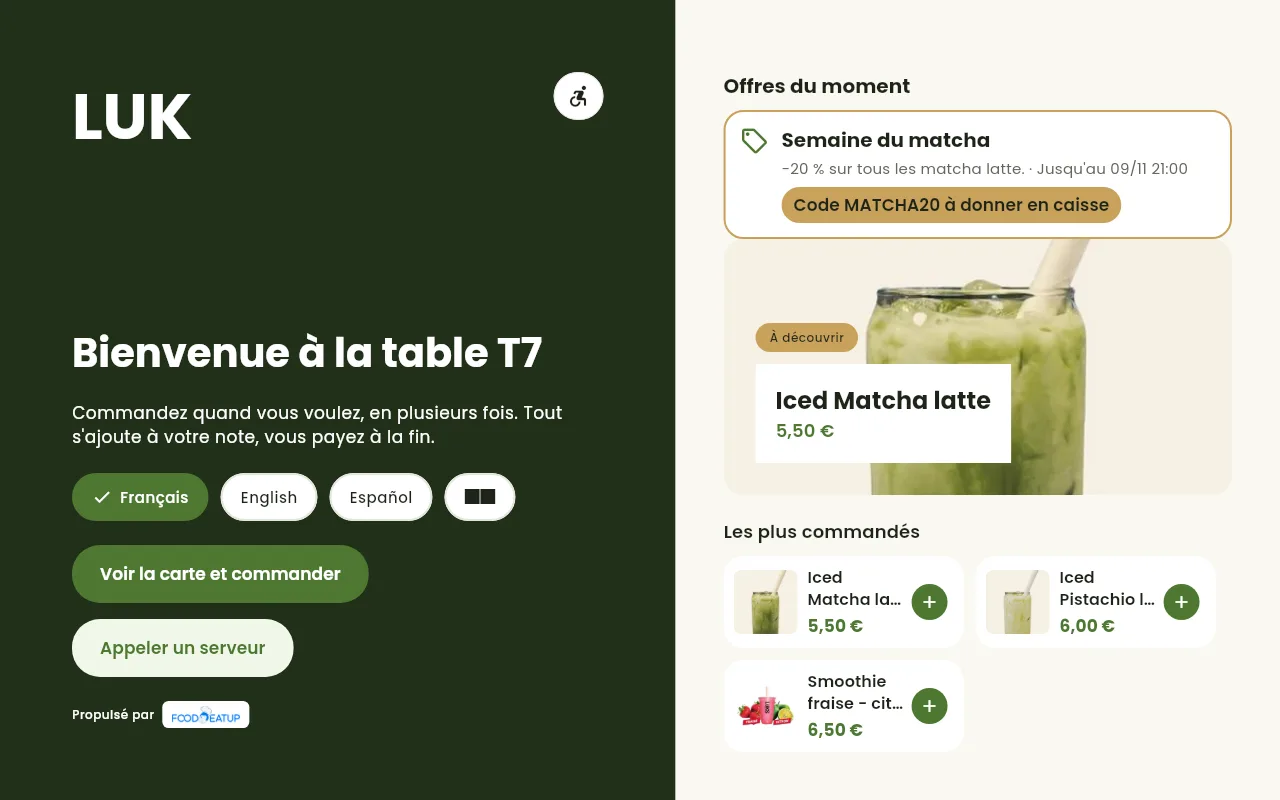 LUK
Bienvenue à la table T7
Commandez quand vous voulez, en plusieurs fois. Tout
s'ajoute à votre note, vous payez à la fin.
Français
English
Español
Voir la carte et commander
Appeler un serveur
Propulsé par
FOOD EATUP
Offres du moment
Semaine du matcha
-20 % sur tous les matcha latte. · Jusqu'au 09/11 21:00
Code MATCHA20 à donner en caisse
À découvrir
Iced Matcha latte
5,50 €
Les plus commandés
Iced
Matcha la…
5,50 €
Iced
Pistachio l…
6,00 €
Smoothie
fraise - cit…
6,50 €